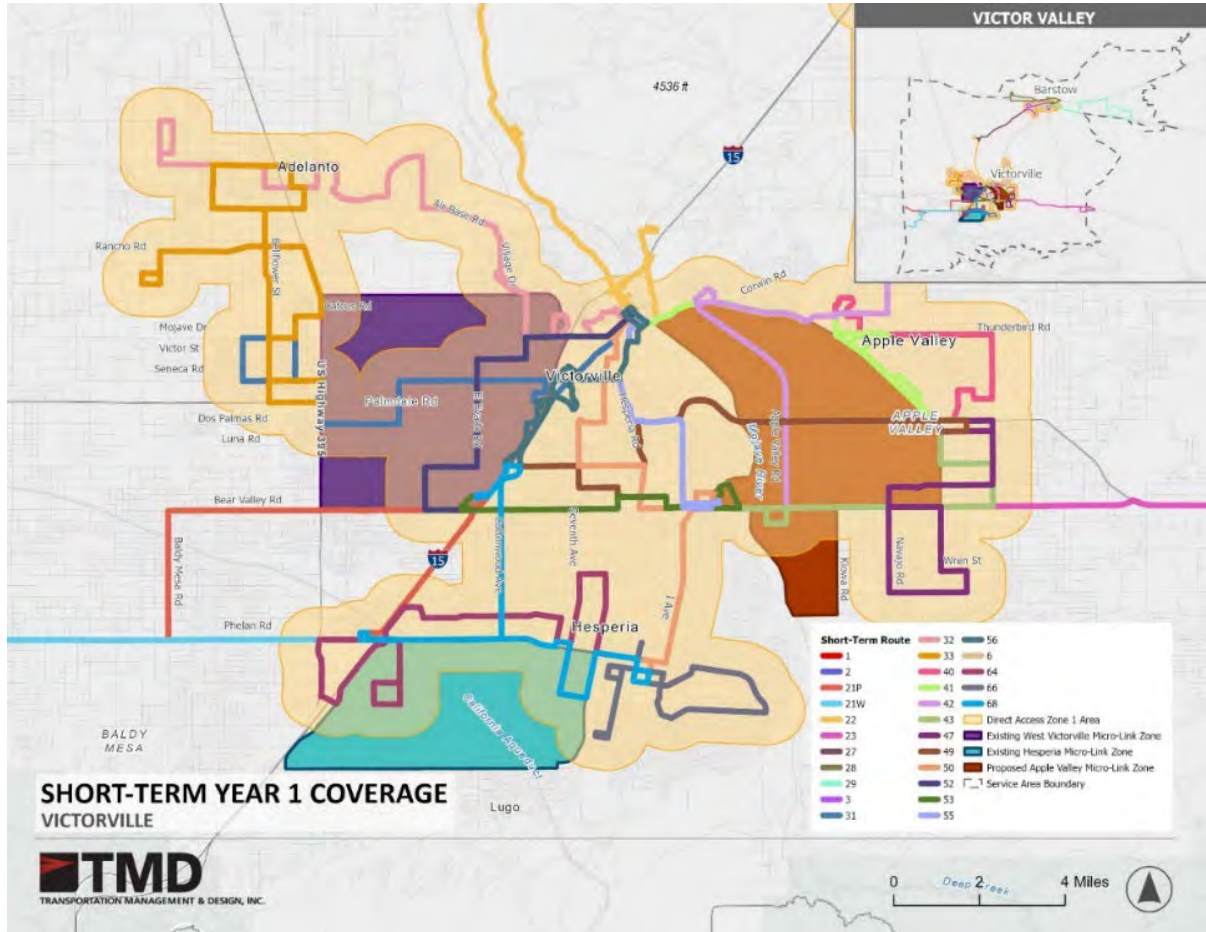 VICTOR VALLEY
Barstow
Victorville
4536 ft
15
Adelanto
Air Base Rd
Village Dr
Rancho Rd
Bellflower St
Corwin Rd
Mojave Dr
Victor St
Seneca Rd
US Highway 395
Thunderbird Rd
Apple Valley
Victorville
Palmdale Rd
Dos Palmas Rd
Luna Rd
Hesperia Rd
Mojave River
Apple Valley Rd
APPLE
VALLEY
Bear Valley Rd
Baldy Mesa Rd
15
Seventh Ave
Navajo Rd
Wren St
Kiowa Rd
I Ave
Phelan Rd
Hesperia
California Aqueduct
BALDY
MESA
Lugo
Short-Term Route
1
2
21P
21W
22
23
27
28
29
3
31
32
33
40
41
42
43
47
49
50
52
53
55
56
6
64
66
68
Direct Access Zone 1 Area
Existing West Victorville Micro-Link Zone
Existing Hesperia Micro-Link Zone
Proposed Apple Valley Micro-Link Zone
Service Area Boundary
SHORT-TERM YEAR 1 COVERAGE
VICTORVILLE
TMD
TRANSPORTATION MANAGEMENT & DESIGN, INC.
0 2 4 Miles
Deep Creek